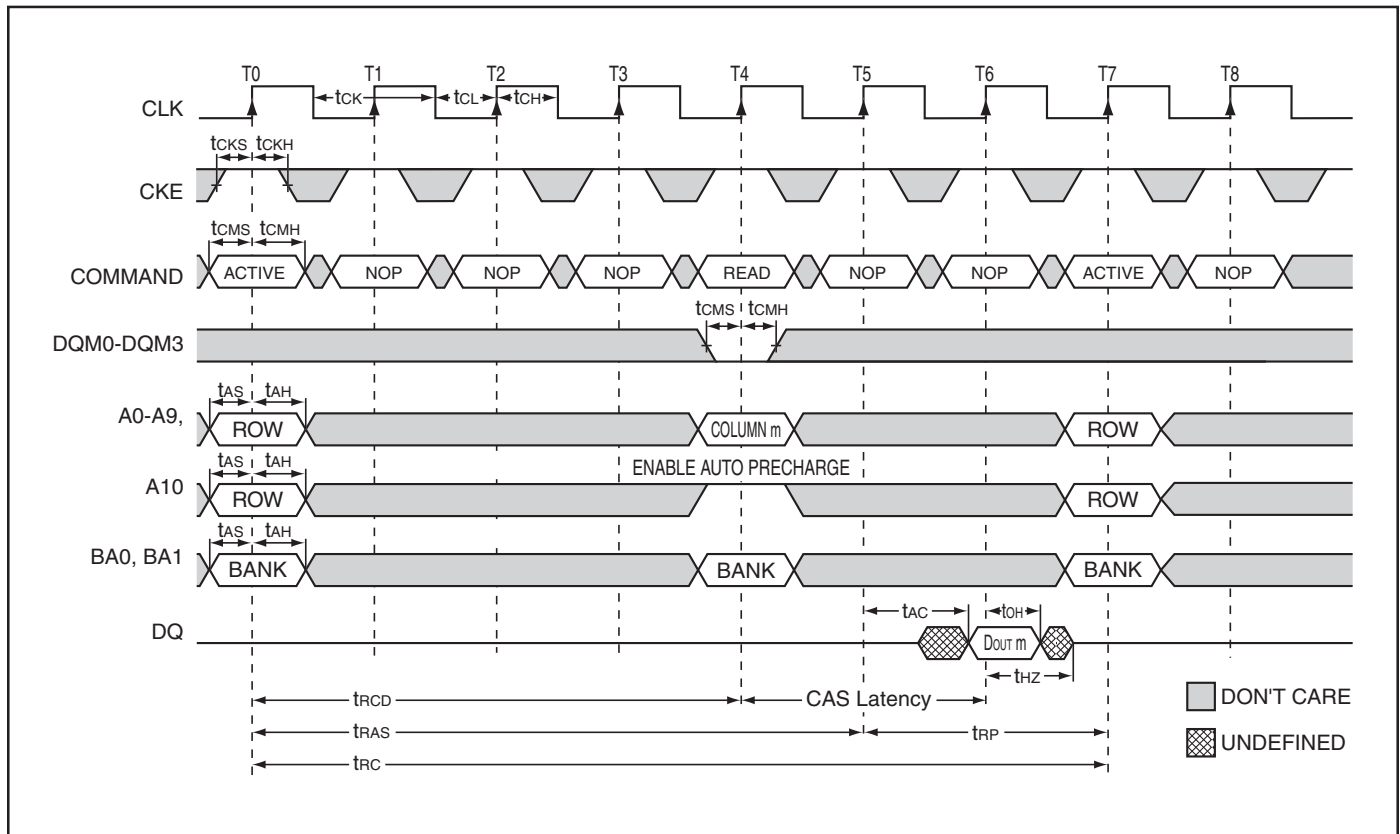 T0 T1 T2 T3 T4 T5 T6 T7 T8
CLK tCK tCL tCH
tCKS tCKH
CKE
tCMS tCMH
COMMAND ACTIVE NOP NOP NOP READ NOP NOP ACTIVE NOP
tCMS tCMH
DQM0-DQM3
tAS tAH
A0-A9, ROW COLUMN m ROW
tAS tAH ENABLE AUTO PRECHARGE
A10 ROW ROW
tAS tAH
BA0, BA1 BANK BANK BANK
tAC tOH
DQ DOUT m
tHZ
tRCD CAS Latency DON'T CARE
tRAS tRP UNDEFINED
tRC